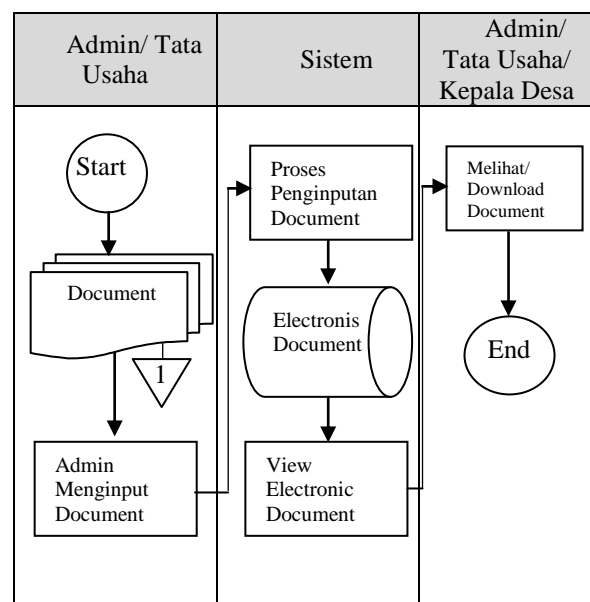 Admin/ Tata
Usaha
Sistem
Admin/
Tata Usaha/
Kepala Desa
Start
Document
1
Admin
Menginput
Document
Proses
Penginputan
Document
Electronis
Document
View
Electronic
Document
Melihat/
Download
Document
End